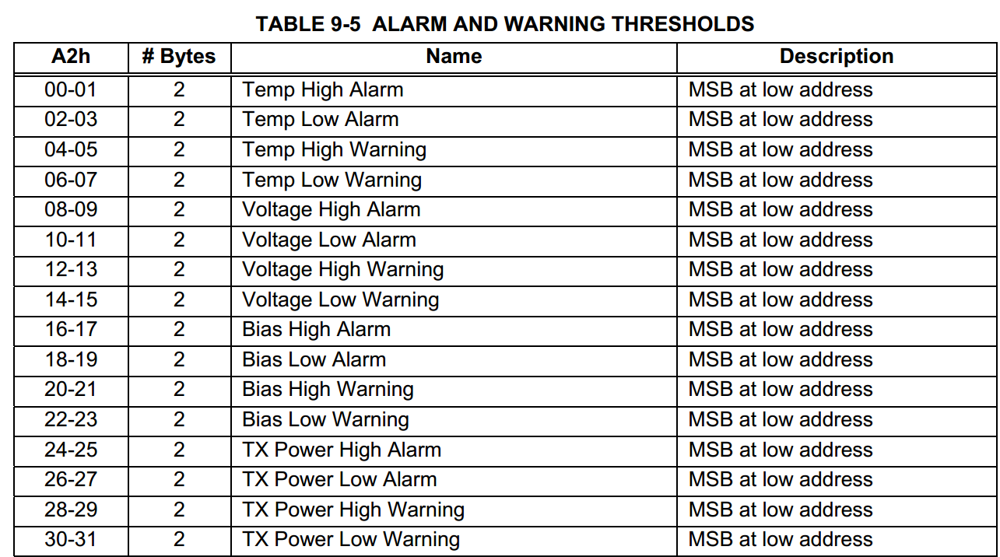 TABLE 9-5 ALARM AND WARNING THRESHOLDS
A2h # Bytes Name Description
00-01 2 Temp High Alarm MSB at low address
02-03 2 Temp Low Alarm MSB at low address
04-05 2 Temp High Warning MSB at low address
06-07 2 Temp Low Warning MSB at low address
08-09 2 Voltage High Alarm MSB at low address
10-11 2 Voltage Low Alarm MSB at low address
12-13 2 Voltage High Warning MSB at low address
14-15 2 Voltage Low Warning MSB at low address
16-17 2 Bias High Alarm MSB at low address
18-19 2 Bias Low Alarm MSB at low address
20-21 2 Bias High Warning MSB at low address
22-23 2 Bias Low Warning MSB at low address
24-25 2 TX Power High Alarm MSB at low address
26-27 2 TX Power Low Alarm MSB at low address
28-29 2 TX Power High Warning MSB at low address
30-31 2 TX Power Low Warning MSB at low address